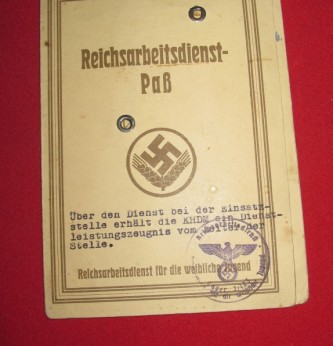 Reichsarbeitsdienst-
Paß
Über den Dienst bei der Einsatz-
stelle erhält die KHDM ein Dienst-
leistungszeugnis vom Leiter der
Stelle.
Reichsarbeitsdienst für die weibliche Jugend